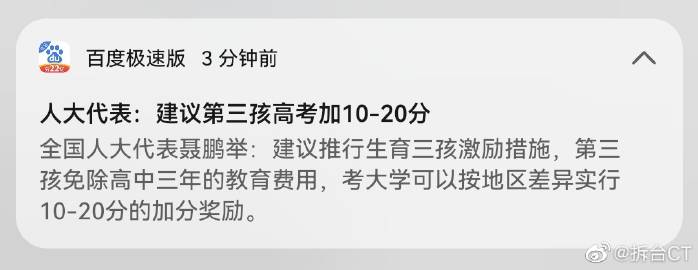 百度极速版 3 分钟前
人大代表：建议第三孩高考加10-20分
全国人大代表聂鹏举：建议推行生育三孩激励措施，第三
孩免除高中三年的教育费用，考大学可以按地区差异实行
10-20分的加分奖励。
@拆台CT